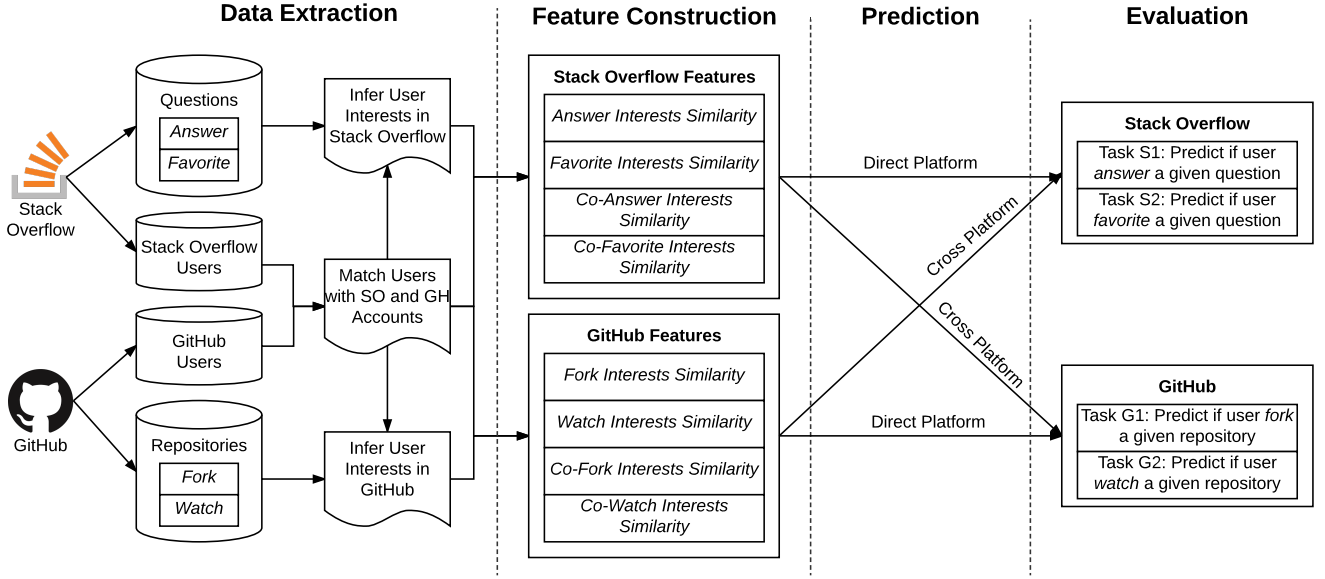 Data Extraction
Feature Construction
Prediction
Evaluation
Stack
Overflow
GitHub
Questions
Answer
Favorite
Stack Overflow
Users
GitHub
Users
Repositories
Fork
Watch
Infer User
Interests in
Stack Overflow
Match Users
with SO and GH
Accounts
Infer User
Interests in
GitHub
Stack Overflow Features
Answer Interests Similarity
Favorite Interests Similarity
Co-Answer Interests
Similarity
Co-Favorite Interests
Similarity
GitHub Features
Fork Interests Similarity
Watch Interests Similarity
Co-Fork Interests Similarity
Co-Watch Interests
Similarity
Direct Platform
Cross Platform
Cross Platform
Direct Platform
Stack Overflow
Task S1: Predict if user
answer a given question
Task S2: Predict if user
favorite a given question
GitHub
Task G1: Predict if user fork
a given repository
Task G2: Predict if user
watch a given repository